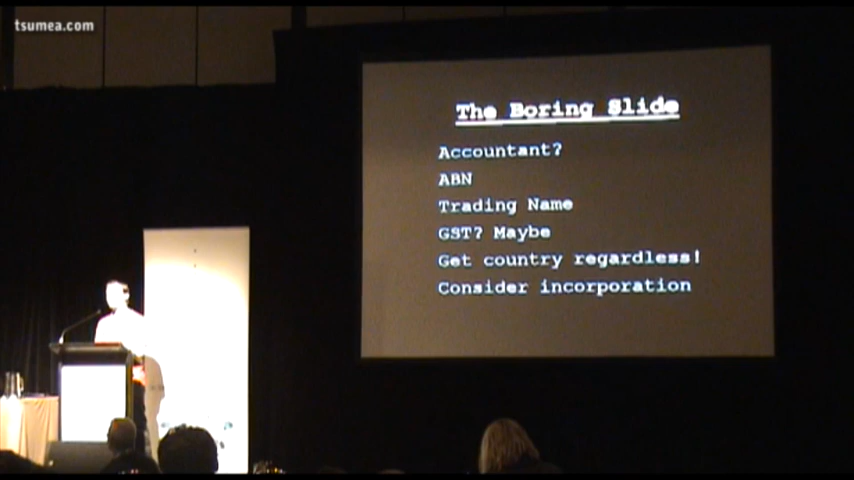 tsumea.com
The Boring Slide
Accountant?
ABN
Trading Name
GST? Maybe
Get country regardless!
Consider incorporation